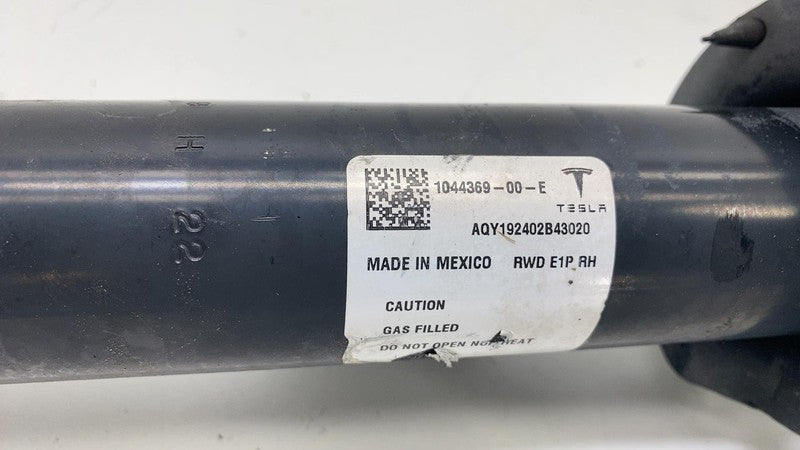 H
22
1044369-00-E
TESLA
AQY192402B43020
MADE IN MEXICO RWD E1P RH
CAUTION
GAS FILLED
DO NOT OPEN NOR HEAT